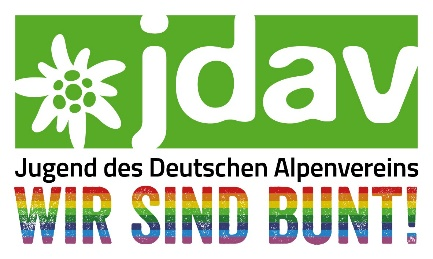 jdav
Jugend des Deutschen Alpenvereins
WIR SIND BUNT!